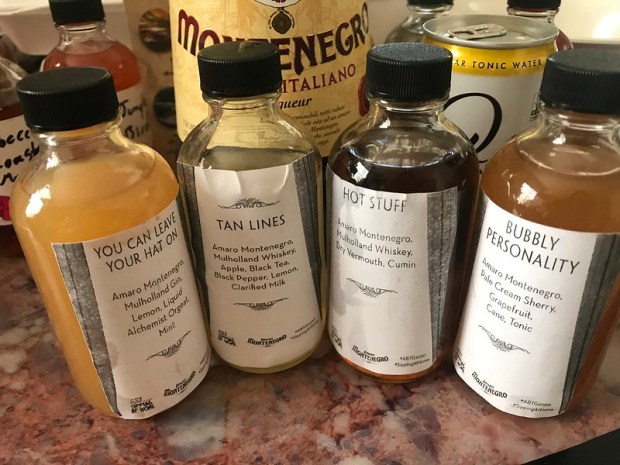 MONTENEGRO
ITALIANO
TONIC WATER
YOU CAN LEAVE
YOUR HAT ON
Amaro Montenegro,
Mulholland Gin,
Lemon, Liquid
Alchemist Orgeat,
Mint
MONTENEGRO
TAN LINES
Amaro Montenegro,
Mulholland Whiskey,
Apple, Black Tea,
Black Pepper, Lemon,
Clarified Milk
MONTENEGRO
HOT STUFF
Amaro Montenegro,
Mulholland Whiskey,
Dry Vermouth, Cumin
MONTENEGRO
BUBBLY
PERSONALITY
Amaro Montenegro,
Pale Cream Sherry,
Grapefruit,
Cane, Tonic
MONTENEGRO